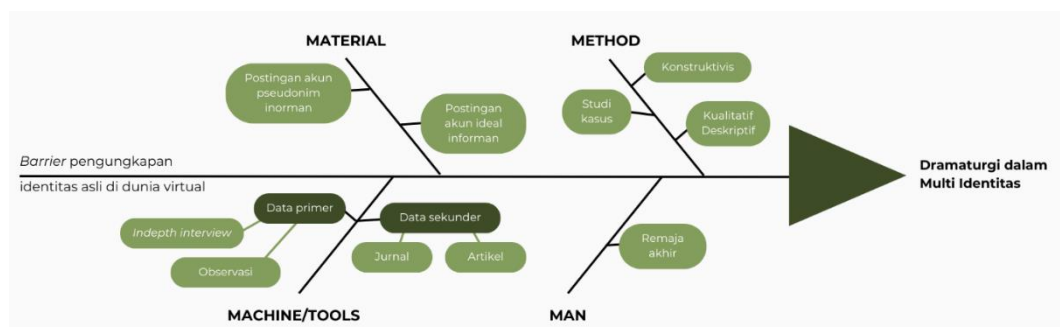 MATERIAL
METHOD
Postingan akun
pseudonim
inorman
Postingan
akun ideal
informan
Konstruktivis
Studi
kasus
Kualitatif
Deskriptif
Barrier pengungkapan
identitas asli di dunia virtual
Dramaturgi dalam
Multi Identitas
Data primer
Data sekunder
Indepth interview
Observasi
Jurnal
Artikel
Remaja
akhir
MACHINE/TOOLS
MAN